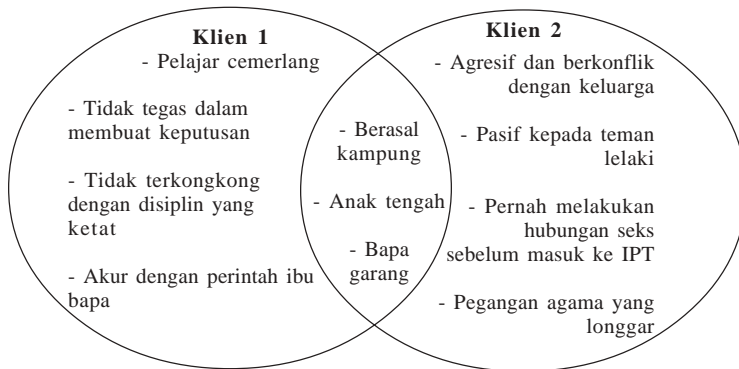 Klien 1
- Pelajar cemerlang
- Tidak tegas dalam
membuat keputusan
- Tidak terkongkong
dengan disiplin yang
ketat
- Akur dengan perintah ibu
bapa
- Berasal
kampung
- Anak tengah
- Bapa
garang
Klien 2
- Agresif dan berkonflik
dengan keluarga
- Pasif kepada teman
lelaki
- Pernah melakukan
hubungan seks
sebelum masuk ke IPT
- Pegangan agama yang
longgar